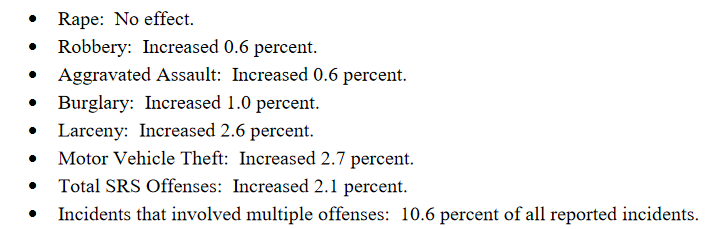 • Rape:  No effect.
• Robbery:  Increased 0.6 percent.
• Aggravated Assault:  Increased 0.6 percent.
• Burglary:  Increased 1.0 percent.
• Larceny:  Increased 2.6 percent.
• Motor Vehicle Theft:  Increased 2.7 percent.
• Total SRS Offenses:  Increased 2.1 percent.
• Incidents that involved multiple offenses:  10.6 percent of all reported incidents.